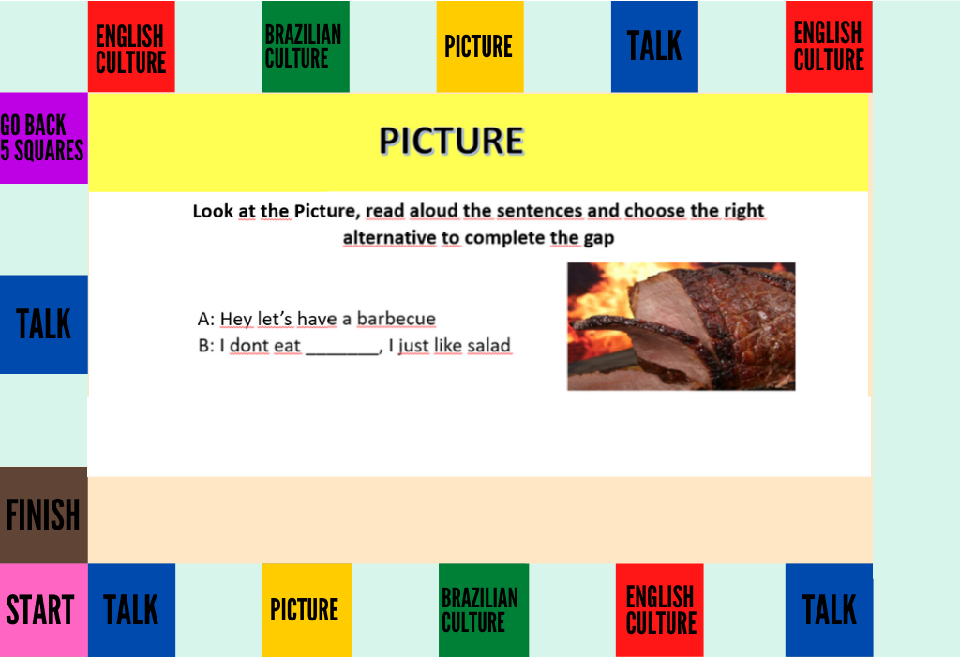 ENGLISH
CULTURE
BRAZILIAN
CULTURE
PICTURE
TALK
ENGLISH
CULTURE
GO BACK
5 SQUARES
PICTURE
Look at the Picture, read aloud the sentences and choose the right
alternative to complete the gap
A: Hey let's have a barbecue
B: I dont eat _______, I just like salad
TALK
FINISH
START
TALK
PICTURE
BRAZILIAN
CULTURE
ENGLISH
CULTURE
TALK